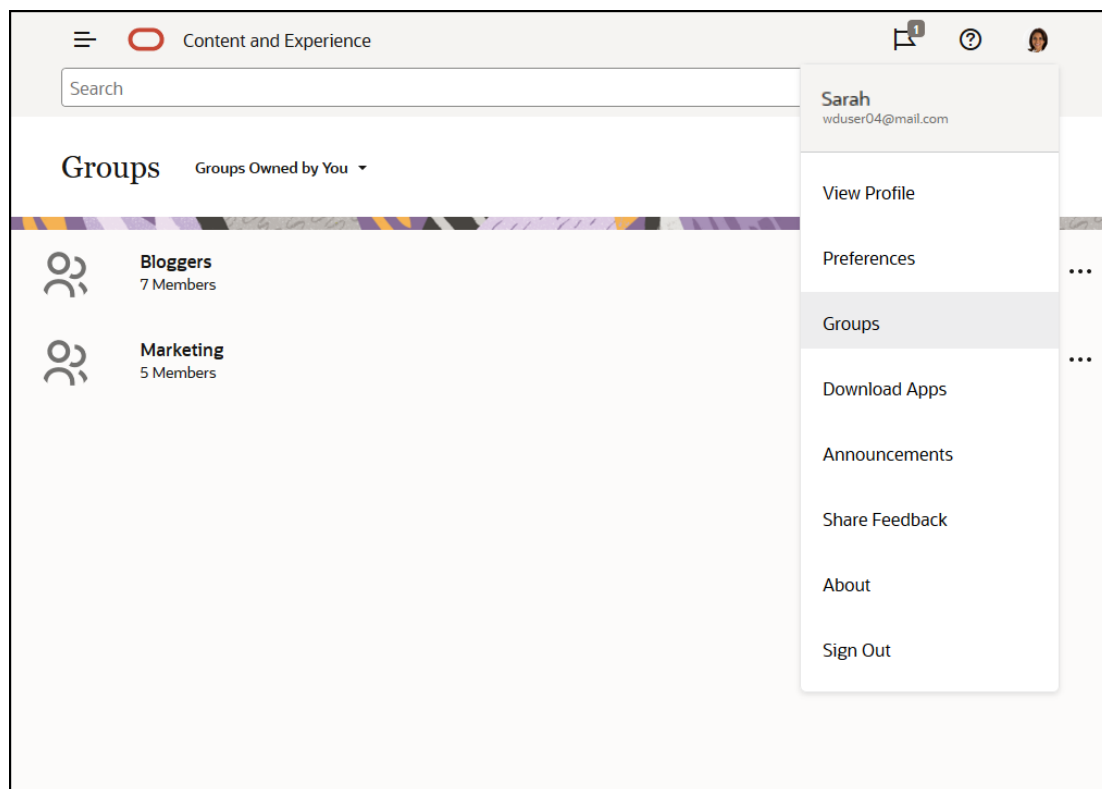 Content and Experience
1
Search
Sarah
wduser04@mail.com
Groups
Groups Owned by You
View Profile
Preferences
Bloggers
7 Members
Groups
Marketing
5 Members
Download Apps
Announcements
Share Feedback
About
Sign Out